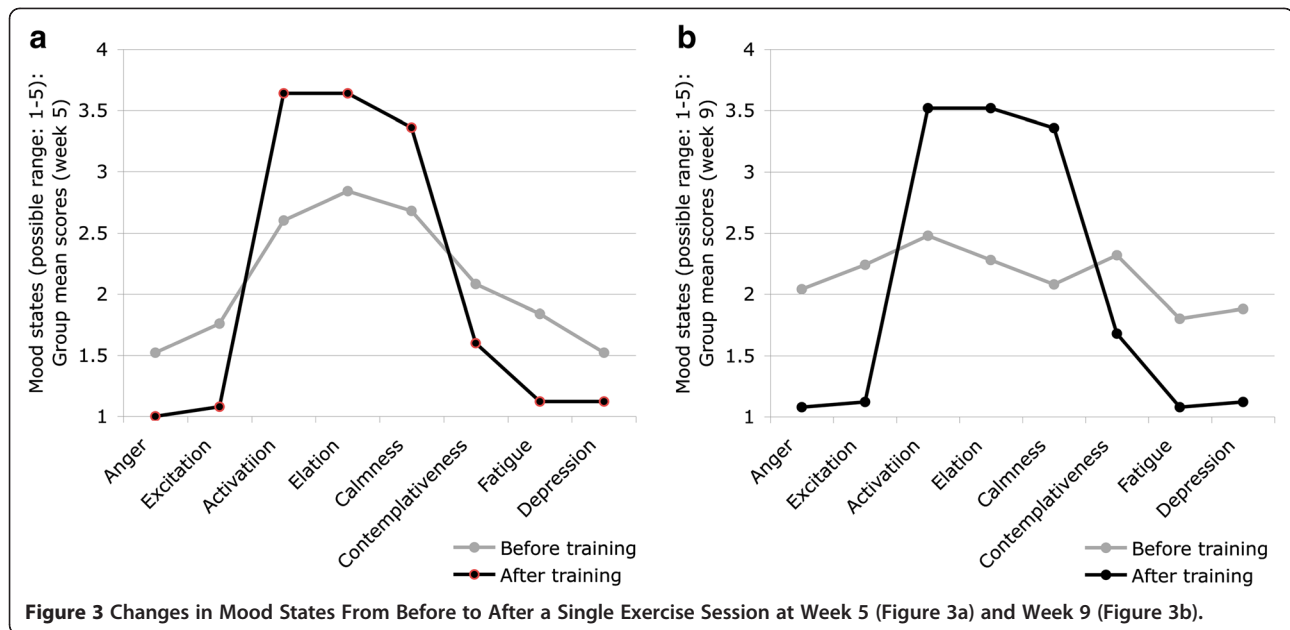 a
Mood states (possible range: 1-5):
Group mean scores (week 5)
4
3.5
3
2.5
2
1.5
1
Anger
Excitation
Activatiion
Elation
Calmness
Contemplativeness
Fatigue
Depression
Before training
After training
b
Mood states (possible range: 1-5):
Group mean scores (week 9)
4
3.5
3
2.5
2
1.5
1
Anger
Excitation
Activatiion
Elation
Calmness
Contemplativeness
Fatigue
Depression
Before training
After training
Figure 3 Changes in Mood States From Before to After a Single Exercise Session at Week 5 (Figure 3a) and Week 9 (Figure 3b).